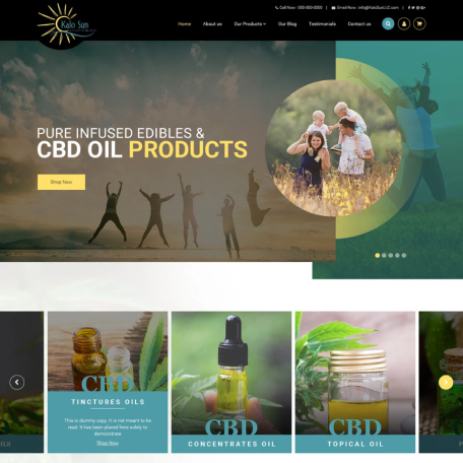 Kalo Sun
Call Now : 000-000-0000 | Email Now : info@KaloSunLLC.com |
Home About us Our Products Our Blog Testimonials Contact us
PURE INFUSED EDIBLES &
CBD OIL PRODUCTS
Shop Now
CBD
TINCTURES OILS
This is dummy copy. It is not meant to be
read. It has been placed here solely to
demonstrate
Shop Now
CBD
CONCENTRATES OIL
CBD
TOPICAL OIL